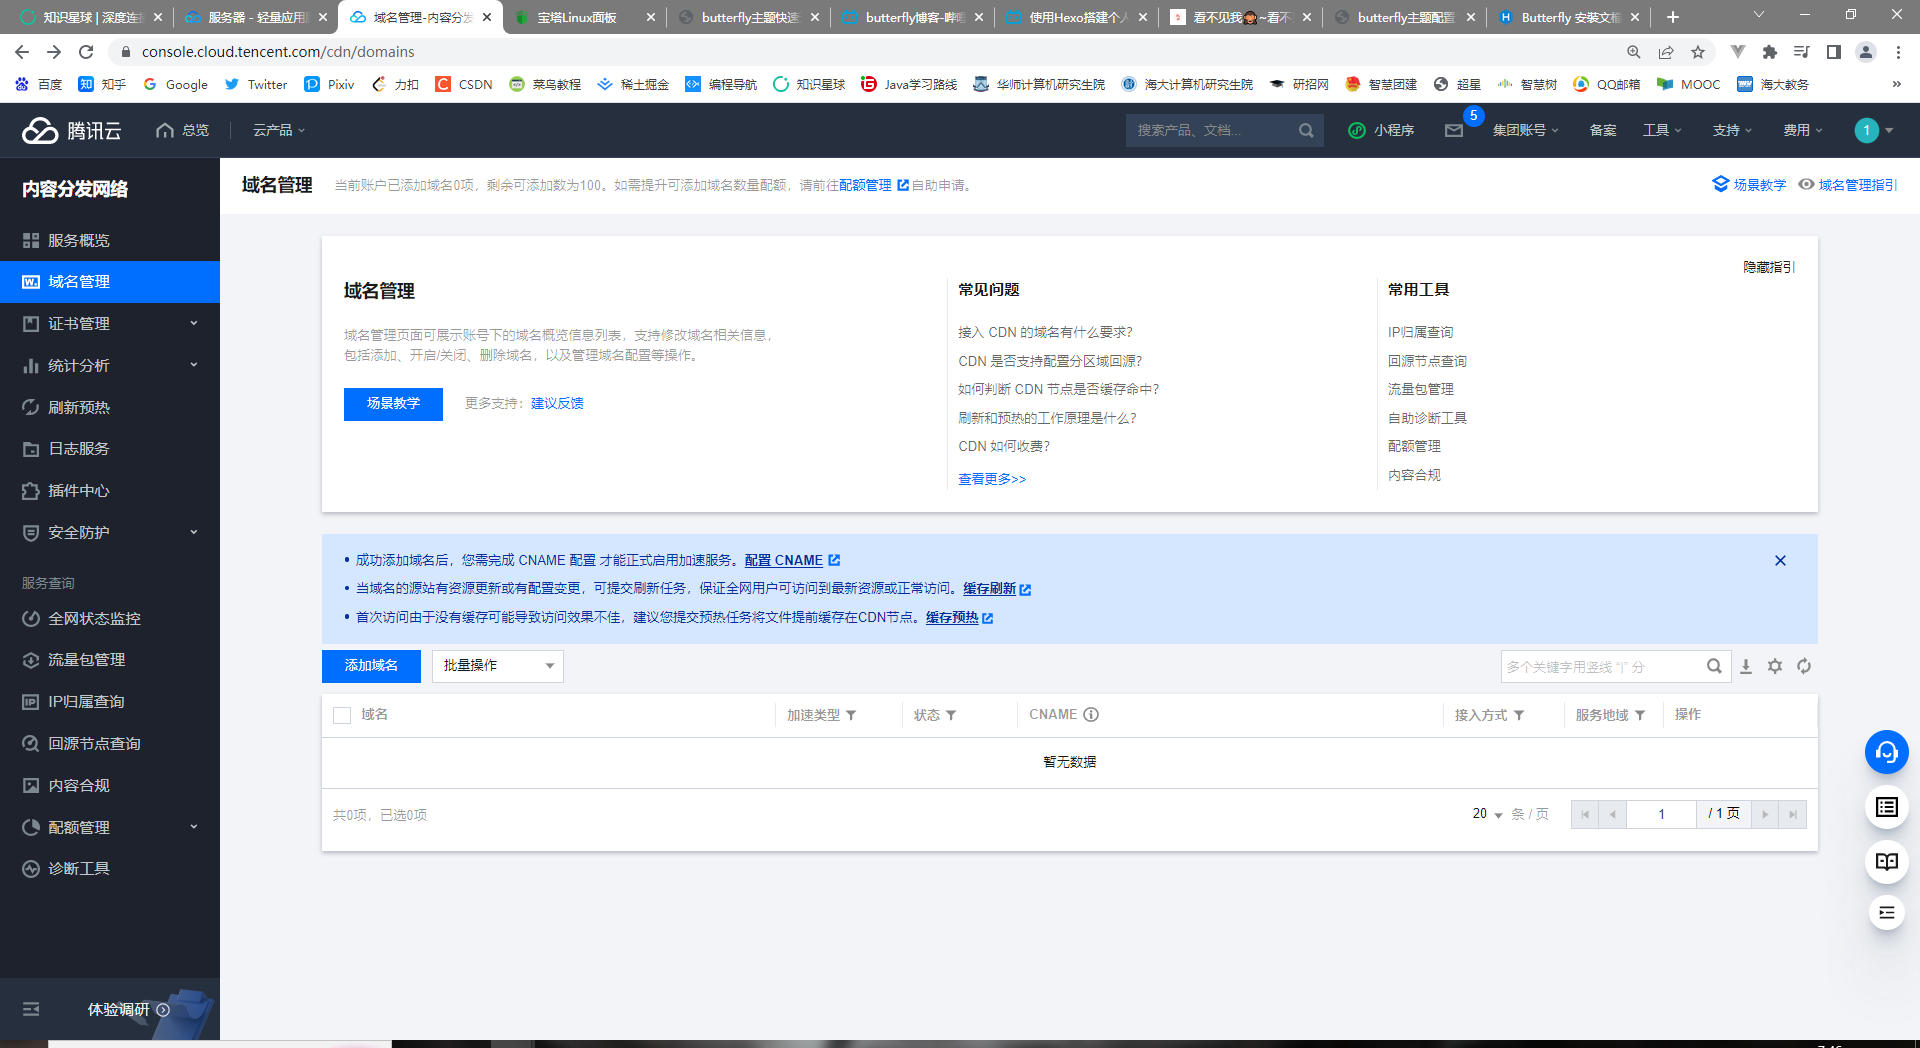 知识星球 | 深度连接
服务器 - 轻量应用
域名管理-内容分发
宝塔Linux面板
butterfly主题快速
butterfly博客-哔哩
使用Hexo搭建个人
看不见我🙈~看不
butterfly主题配置
Butterfly 安裝文檔
console.cloud.tencent.com/cdn/domains
百度
知乎
Google
Twitter
Pixiv
力扣
CSDN
菜鸟教程
稀土掘金
编程导航
知识星球
Java学习路线
华师计算机研究生院
海大计算机研究生院
研招网
智慧团建
超星
智慧树
QQ邮箱
MOOC
海大教务
腾讯云
总览
云产品
搜索产品、文档...
小程序
5
集团账号
备案
工具
支持
费用
1
内容分发网络
服务概览
域名管理
证书管理
统计分析
刷新预热
日志服务
插件中心
安全防护
服务查询
全网状态监控
流量包管理
IP归属查询
回源节点查询
内容合规
配额管理
诊断工具
体验调研
域名管理
当前账户已添加域名0项，剩余可添加数为100。如需提升可添加域名数量配额，请前往配额管理 自助申请。
场景教学
域名管理指引
隐藏指引
域名管理
域名管理页面可展示账号下的域名概览信息列表，支持修改域名相关信息，
包括添加、开启/关闭、删除域名，以及管理域名配置等操作。
场景教学
更多支持：建议反馈
常见问题
接入 CDN 的域名有什么要求?
CDN 是否支持配置分区域回源?
如何判断 CDN 节点是否缓存命中?
刷新和预热的工作原理是什么?
CDN 如何收费?
查看更多>>
常用工具
IP归属查询
回源节点查询
流量包管理
自助诊断工具
配额管理
内容合规
成功添加域名后，您需完成 CNAME 配置 才能正式启用加速服务。配置 CNAME
当域名的源站有资源更新或有配置变更，可提交刷新任务，保证全网用户可访问到最新资源或正常访问。缓存刷新
首次访问由于没有缓存可能导致访问效果不佳，建议您提交预热任务将文件提前缓存在CDN节点。缓存预热
添加域名
批量操作
多个关键字用竖线 "|" 分
域名
加速类型
状态
CNAME
接入方式
服务地域
操作
暂无数据
共0项，已选0项
20
条 / 页
1
/ 1 页